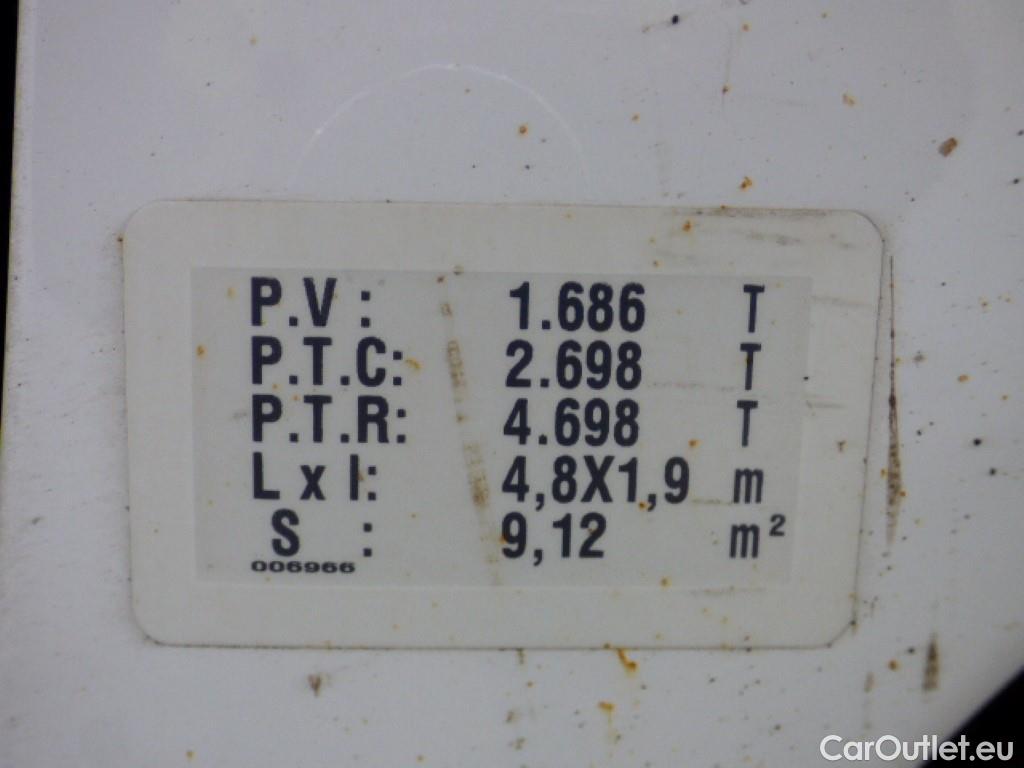 P.V : 1.686 T
P.T.C: 2.698 T
P.T.R: 4.698 T
L x l: 4,8X1,9 m
S : 9,12 m²
006966
CarOutlet.eu